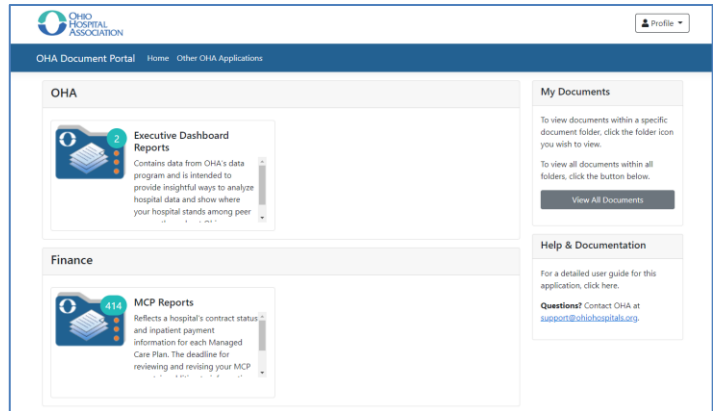 OHIO
HOSPITAL
ASSOCIATION
Profile
OHA Document Portal Home Other OHA Applications
OHA
2
Executive Dashboard
Reports
Contains data from OHA's data
program and is intended to
provide insightful ways to analyze
hospital data and show where
your hospital stands among peer
Finance
414
MCP Reports
Reflects a hospital's contract status
and inpatient payment
information for each Managed
Care Plan. The deadline for
reviewing and revising your MCP
My Documents
To view documents within a specific
document folder, click the folder icon
you wish to view.
To view all documents within all
folders, click the button below.
View All Documents
Help & Documentation
For a detailed user guide for this
application, click here.
Questions? Contact OHA at
support@ohiohospitals.org.